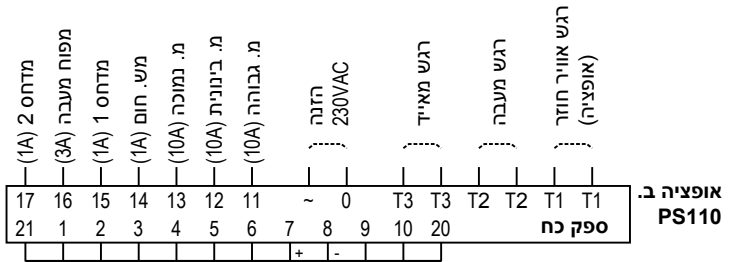 מדחס 2 (1A)
מפוח מעבה (3A)
מדחס 1 (1A)
מש. חום (1A)
מ. נמוכה (10A)
מ. בינונית (10A)
מ. גבוהה (10A)
הזנה
230VAC
רגש מאייד
רגש מעבה
רגש אוויר חוזר
(אופציה)
17 16 15 14 13 12 11 ~ 0 T3 T3 T2 T2 T1 T1
21 1 2 3 4 5 6 7 8 9 10 20 ספק כח
+ -
אופציה ב.
PS110